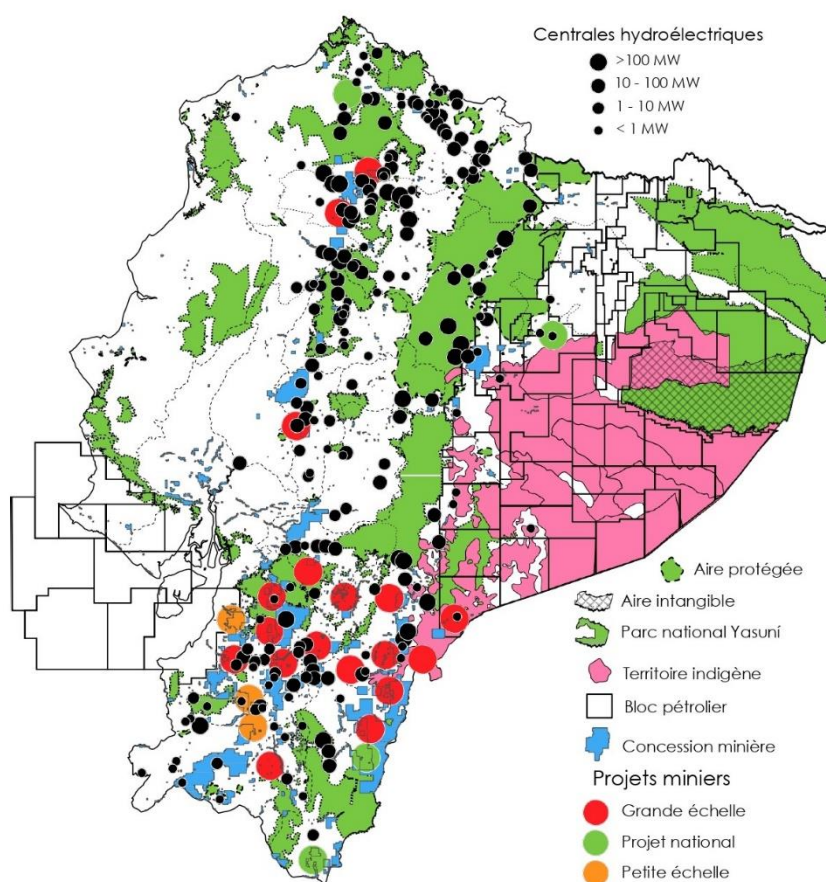 Centrales hydroélectriques
>100 MW
10 - 100 MW
1 - 10 MW
< 1 MW
Aire protégée
Aire intangible
Parc national Yasuní
Territoire indigène
Bloc pétrolier
Concession minière
Projets miniers
Grande échelle
Projet national
Petite échelle